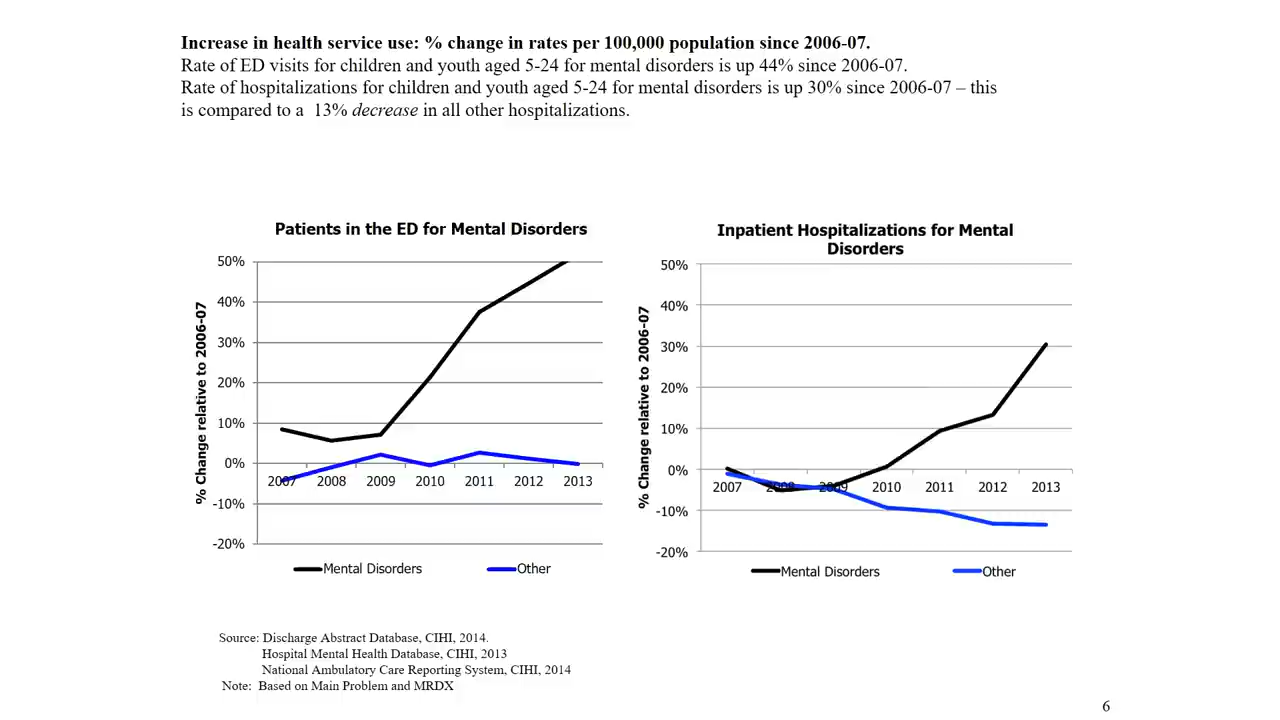 Increase in health service use: % change in rates per 100,000 population since 2006-07.
Rate of ED visits for children and youth aged 5-24 for mental disorders is up 44% since 2006-07.
Rate of hospitalizations for children and youth aged 5-24 for mental disorders is up 30% since 2006-07 – this
is compared to a  13% decrease in all other hospitalizations.
Patients in the ED for Mental Disorders
% Change relative to 2006-07
50%
40%
30%
20%
10%
0%
-10%
-20%
2007 2008 2009 2010 2011 2012 2013
Mental Disorders Other
Inpatient Hospitalizations for Mental
Disorders
% Change relative to 2006-07
50%
40%
30%
20%
10%
0%
-10%
-20%
2007 2008 2009 2010 2011 2012 2013
Mental Disorders Other
Source: Discharge Abstract Database, CIHI, 2014.
Hospital Mental Health Database, CIHI, 2013
National Ambulatory Care Reporting System, CIHI, 2014
Note:  Based on Main Problem and MRDX
6